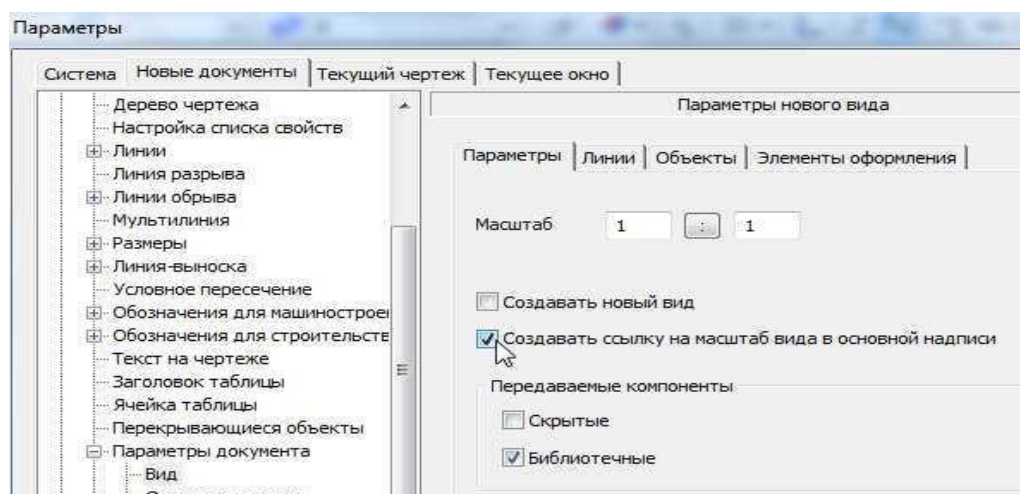 Параметры
Система Новые документы Текущий чертеж Текущее окно
Дерево чертежа
Настройка списка свойств
Линии
Линия разрыва
Линии обрыва
Мультилиния
Размеры
Линия-выноска
Условное пересечение
Обозначения для машиностроен
Обозначения для строительств
Текст на чертеже
Заголовок таблицы
Ячейка таблицы
Перекрывающиеся объекты
Параметры документа
Вид
Параметры нового вида
Параметры Линии Объекты Элементы оформления
Масштаб 1 : 1
Создавать новый вид
Создавать ссылку на масштаб вида в основной надписи
Передаваемые компоненты
Скрытые
Библиотечные